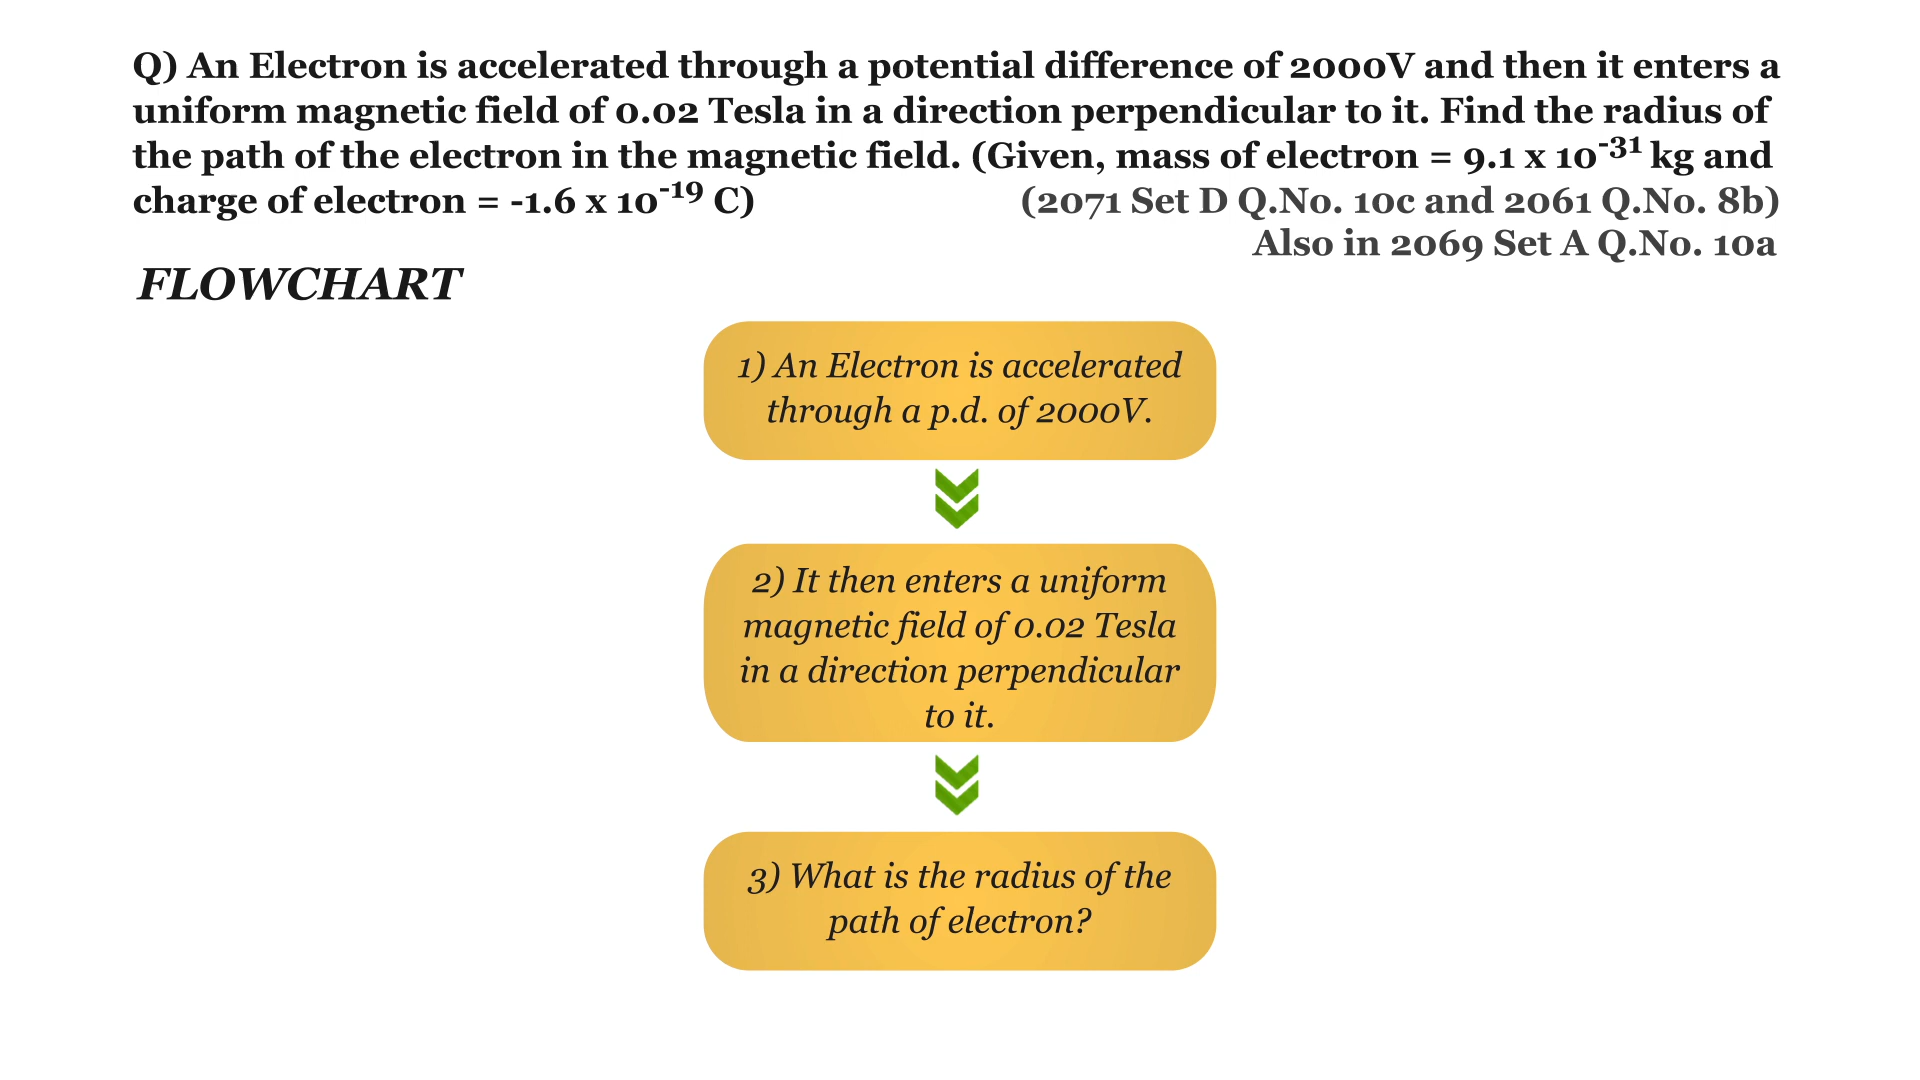 Q) An Electron is accelerated through a potential difference of 2000V and then it enters a
uniform magnetic field of 0.02 Tesla in a direction perpendicular to it. Find the radius of
the path of the electron in the magnetic field. (Given, mass of electron = 9.1 x 10⁻³¹ kg and
charge of electron = -1.6 x 10⁻¹⁹ C) (2071 Set D Q.No. 10c and 2061 Q.No. 8b)
Also in 2069 Set A Q.No. 10a
FLOWCHART
1) An Electron is accelerated
through a p.d. of 2000V.
2) It then enters a uniform
magnetic field of 0.02 Tesla
in a direction perpendicular
to it.
3) What is the radius of the
path of electron?